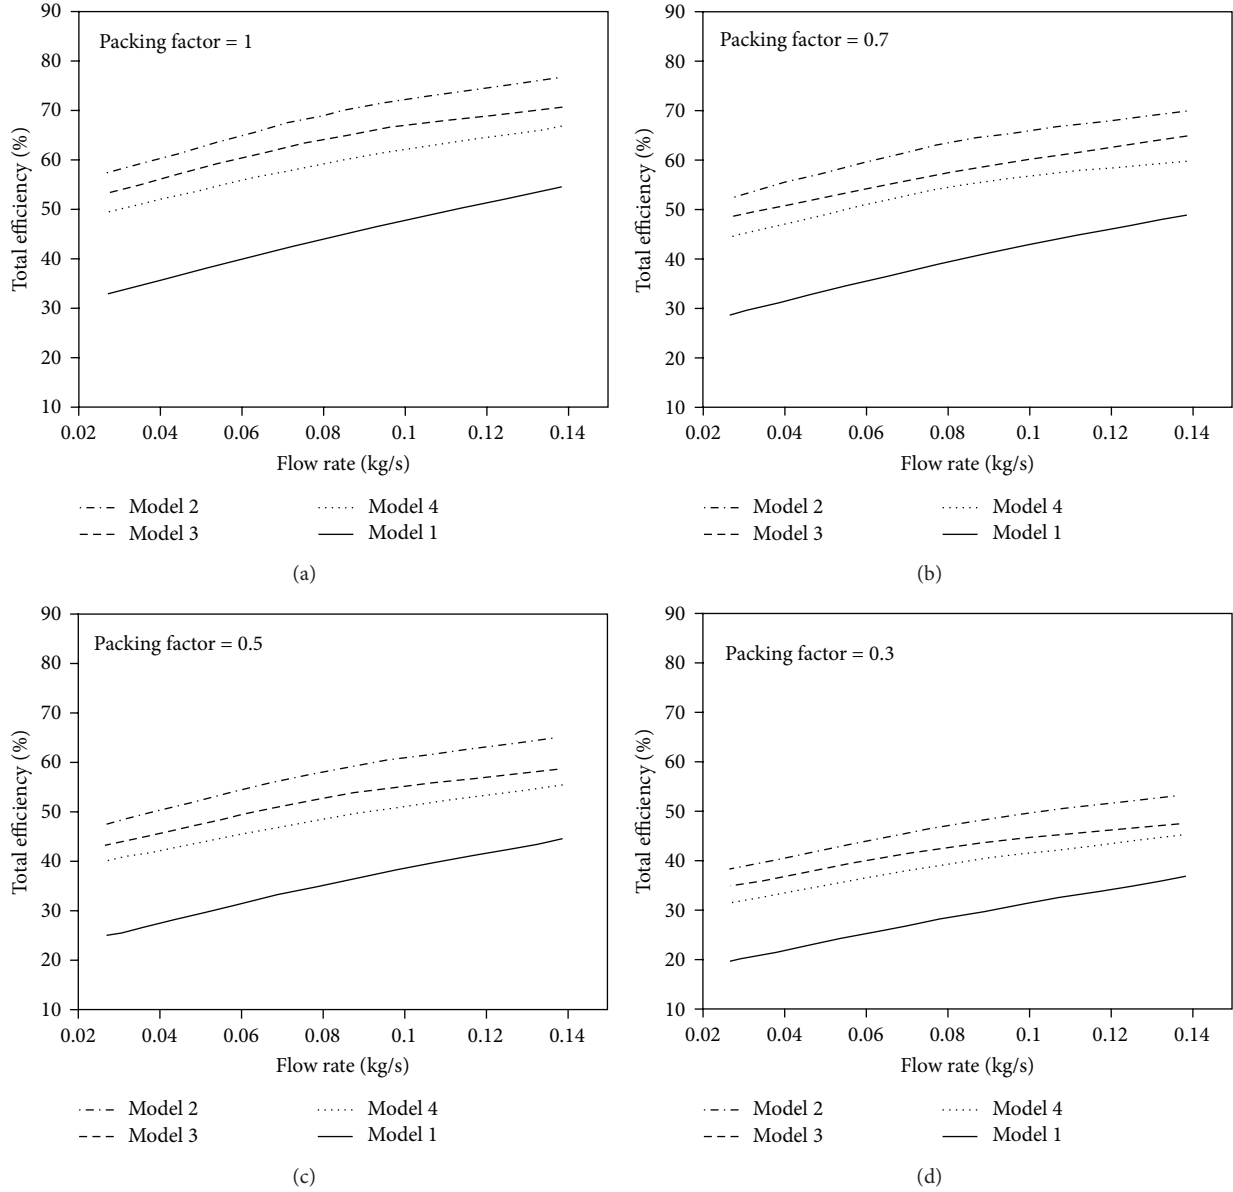 Packing factor = 1
Total efficiency (%)
90
80
70
60
50
40
30
20
10
0.02 0.04 0.06 0.08 0.1 0.12 0.14
Flow rate (kg/s)
Model 2 Model 4
Model 3 Model 1
(a)
Packing factor = 0.7
Total efficiency (%)
90
80
70
60
50
40
30
20
10
0.02 0.04 0.06 0.08 0.1 0.12 0.14
Flow rate (kg/s)
Model 2 Model 4
Model 3 Model 1
(b)
Packing factor = 0.5
Total efficiency (%)
90
80
70
60
50
40
30
20
10
0.02 0.04 0.06 0.08 0.1 0.12 0.14
Flow rate (kg/s)
Model 2 Model 4
Model 3 Model 1
(c)
Packing factor = 0.3
Total efficiency (%)
90
80
70
60
50
40
30
20
10
0.02 0.04 0.06 0.08 0.1 0.12 0.14
Flow rate (kg/s)
Model 2 Model 4
Model 3 Model 1
(d)